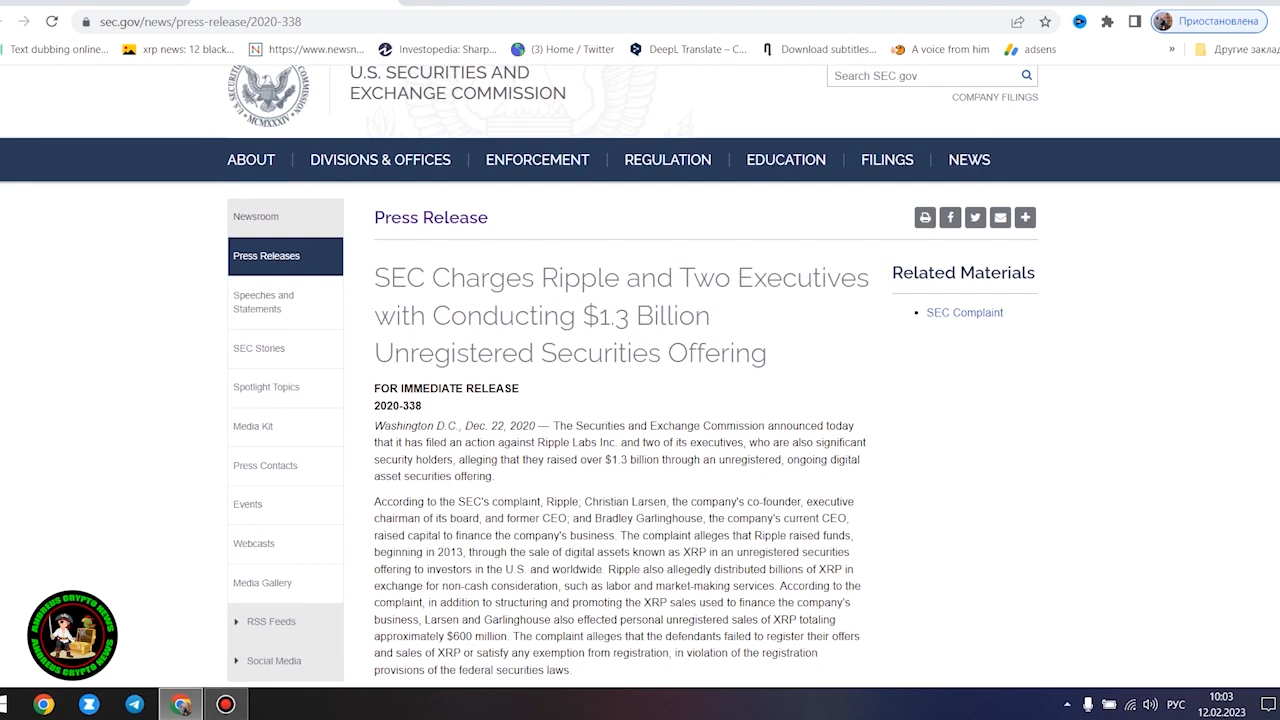 sec.gov/news/press-release/2020-338
Приостановлена
Text dubbing online...
xrp news: 12 black...
https://www.newsn...
Investopedia: Sharp...
(3) Home / Twitter
DeepL Translate – C...
Download subtitles...
A voice from him
adsens
»
Другие закла
U.S. SECURITIES AND
EXCHANGE COMMISSION
MCMXXXIV
Search SEC.gov
COMPANY FILINGS
ABOUT
DIVISIONS & OFFICES
ENFORCEMENT
REGULATION
EDUCATION
FILINGS
NEWS
Newsroom
Press Releases
Speeches and
Statements
SEC Stories
Spotlight Topics
Media Kit
Press Contacts
Events
Webcasts
Media Gallery
RSS Feeds
Social Media
Press Release
SEC Charges Ripple and Two Executives
with Conducting $1.3 Billion
Unregistered Securities Offering
FOR IMMEDIATE RELEASE
2020-338
Washington D.C., Dec. 22, 2020 — The Securities and Exchange Commission announced today
that it has filed an action against Ripple Labs Inc. and two of its executives, who are also significant
security holders, alleging that they raised over $1.3 billion through an unregistered, ongoing digital
asset securities offering.
According to the SEC's complaint, Ripple; Christian Larsen, the company's co-founder, executive
chairman of its board, and former CEO; and Bradley Garlinghouse, the company's current CEO,
raised capital to finance the company's business. The complaint alleges that Ripple raised funds,
beginning in 2013, through the sale of digital assets known as XRP in an unregistered securities
offering to investors in the U.S. and worldwide. Ripple also allegedly distributed billions of XRP in
exchange for non-cash consideration, such as labor and market-making services. According to the
complaint, in addition to structuring and promoting the XRP sales used to finance the company's
business, Larsen and Garlinghouse also effected personal unregistered sales of XRP totaling
approximately $600 million. The complaint alleges that the defendants failed to register their offers
and sales of XRP or satisfy any exemption from registration, in violation of the registration
provisions of the federal securities laws.
Related Materials
• SEC Complaint
ANDREUS CRYPTO NEWS
ANDREUS CRYPTO NEWS
РУС
10:03
12.02.2023